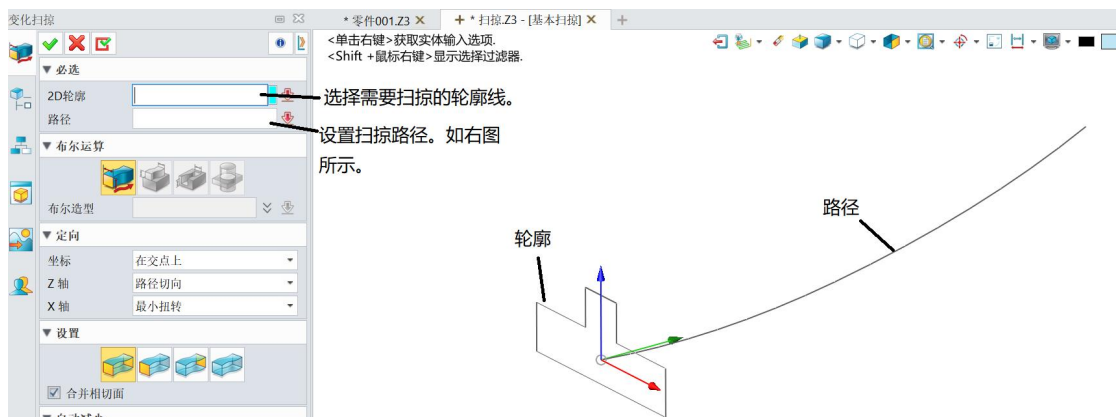 变化扫掠
* 零件001.Z3
* 扫掠.Z3 - [基本扫掠]
<单击右键>获取实体输入选项.
<Shift +鼠标右键>显示选择过滤器.
▼ 必选
2D轮廓
选择需要扫掠的轮廓线。
路径
设置扫掠路径。如右图
所示。
▼ 布尔运算
布尔造型
▼ 定向
坐标 在交点上
Z 轴 路径切向
X 轴 最小扭转
▼ 设置
合并相切面
轮廓
路径